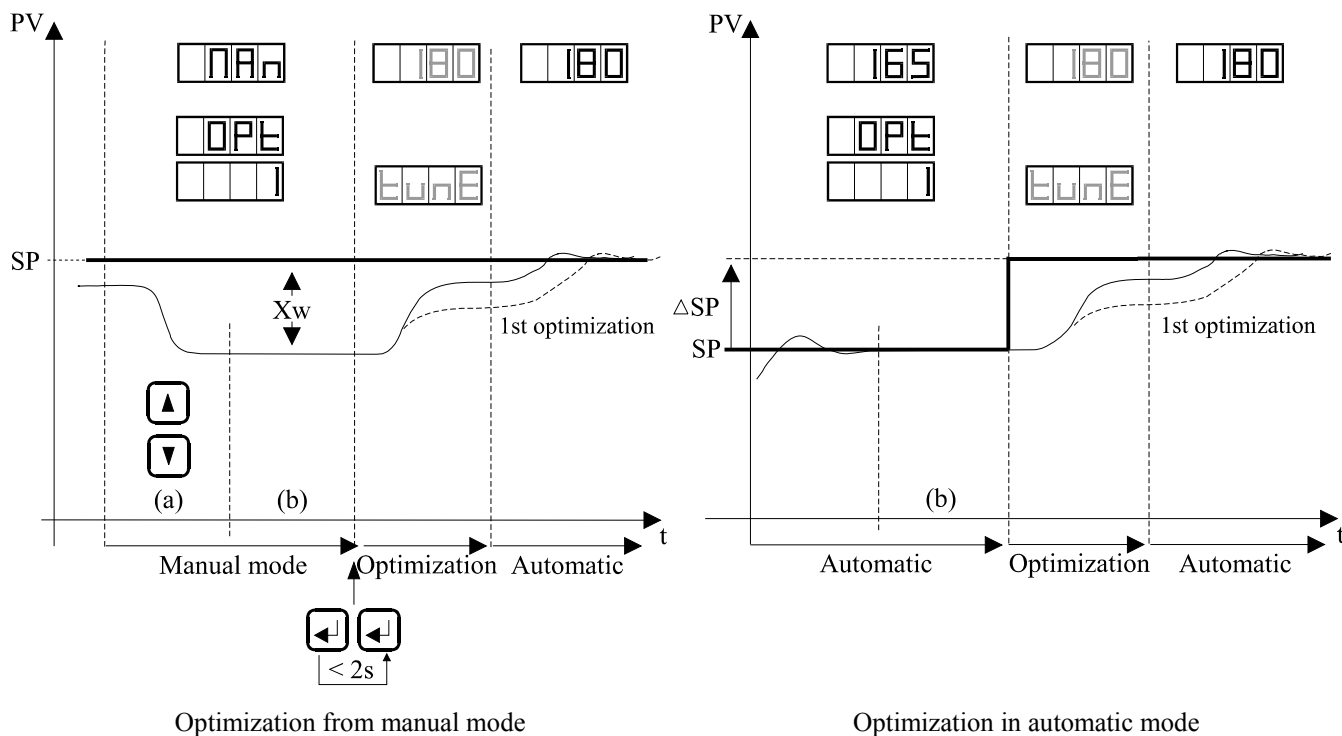 PV
MAn
180
180
OPt
1
tunE
SP
Xw
1st optimization
(a)
(b)
t
Manual mode
Optimization
Automatic
< 2s
Optimization from manual mode
PV
165
180
180
OPt
1
tunE
△SP
SP
1st optimization
(b)
t
Automatic
Optimization
Automatic
Optimization in automatic mode